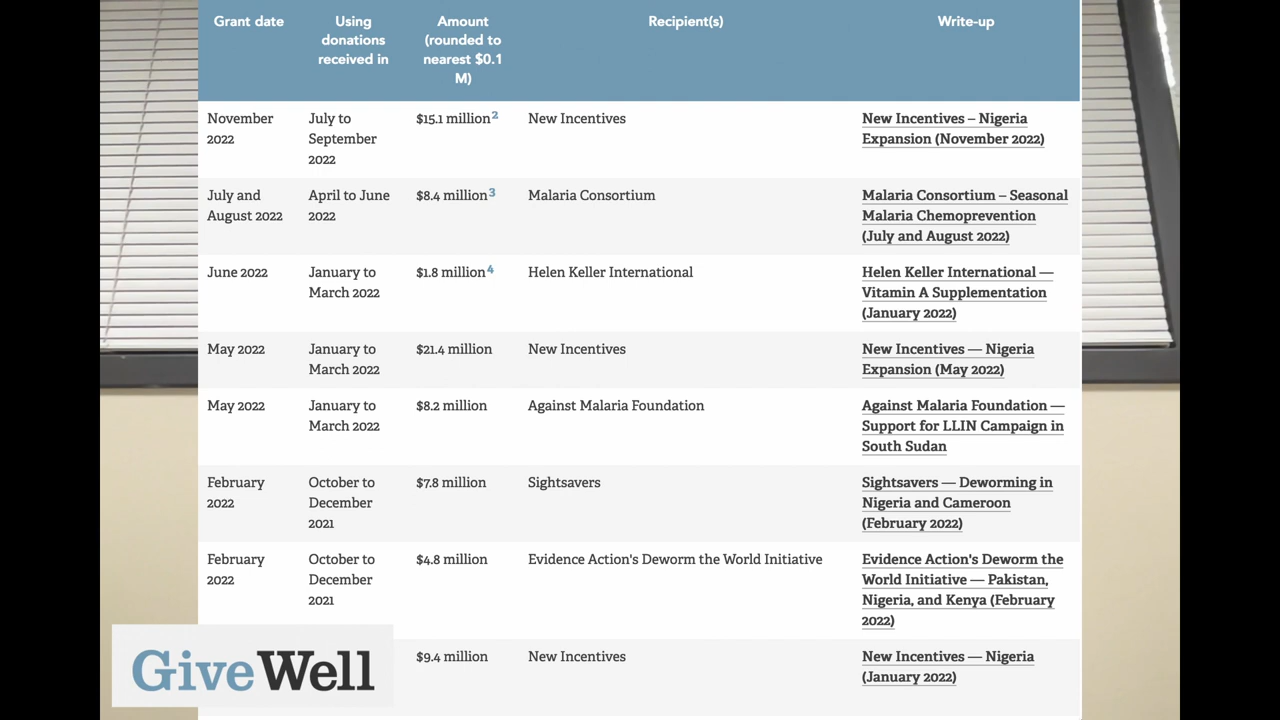 Grant date
Using
donations
received in
Amount
(rounded to
nearest $0.1
M)
Recipient(s)
Write-up
November
2022
July to
September
2022
$15.1 million2
New Incentives
New Incentives – Nigeria
Expansion (November 2022)
July and
August 2022
April to June
2022
$8.4 million3
Malaria Consortium
Malaria Consortium – Seasonal
Malaria Chemoprevention
(July and August 2022)
June 2022
January to
March 2022
$1.8 million4
Helen Keller International
Helen Keller International —
Vitamin A Supplementation
(January 2022)
May 2022
January to
March 2022
$21.4 million
New Incentives
New Incentives — Nigeria
Expansion (May 2022)
May 2022
January to
March 2022
$8.2 million
Against Malaria Foundation
Against Malaria Foundation —
Support for LLIN Campaign in
South Sudan
February
2022
October to
December
2021
$7.8 million
Sightsavers
Sightsavers — Deworming in
Nigeria and Cameroon
(February 2022)
February
2022
October to
December
2021
$4.8 million
Evidence Action's Deworm the World Initiative
Evidence Action's Deworm the
World Initiative — Pakistan,
Nigeria, and Kenya (February
2022)
$9.4 million
New Incentives
New Incentives — Nigeria
(January 2022)
GiveWell